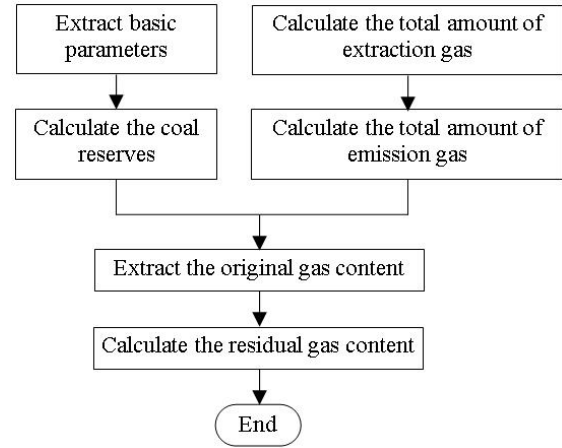 Extract basic
parameters
Calculate the total amount of
extraction gas
Calculate the coal
reserves
Calculate the total amount of
emission gas
Extract the original gas content
Calculate the residual gas content
End